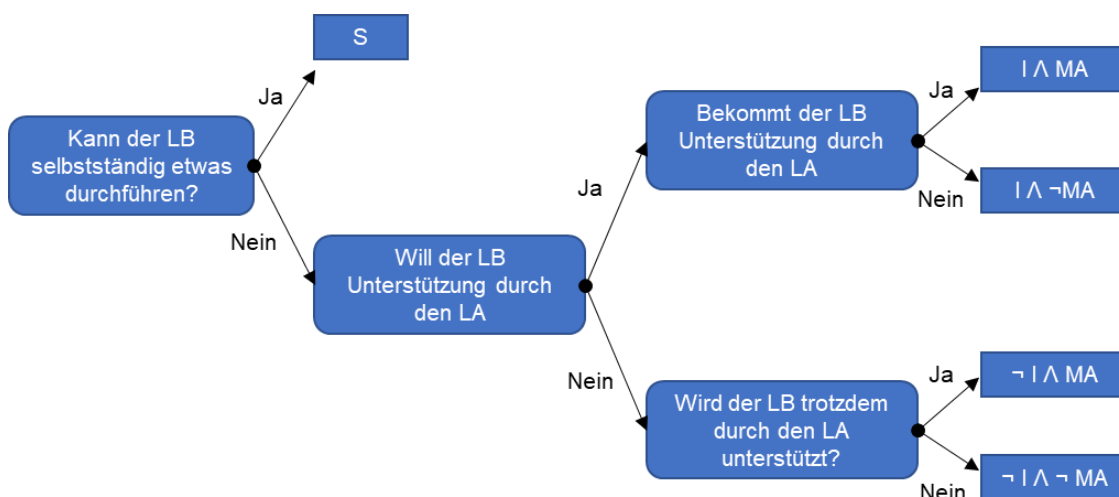 S
Ja
Kann der LB
selbstständig etwas
durchführen?
Nein
Will der LB
Unterstützung durch
den LA
Ja
Bekommt der LB
Unterstützung durch
den LA
Ja
I Λ MA
Nein
I Λ ¬MA
Nein
Wird der LB trotzdem
durch den LA
unterstützt?
Ja
¬ I Λ MA
Nein
¬ I Λ ¬ MA